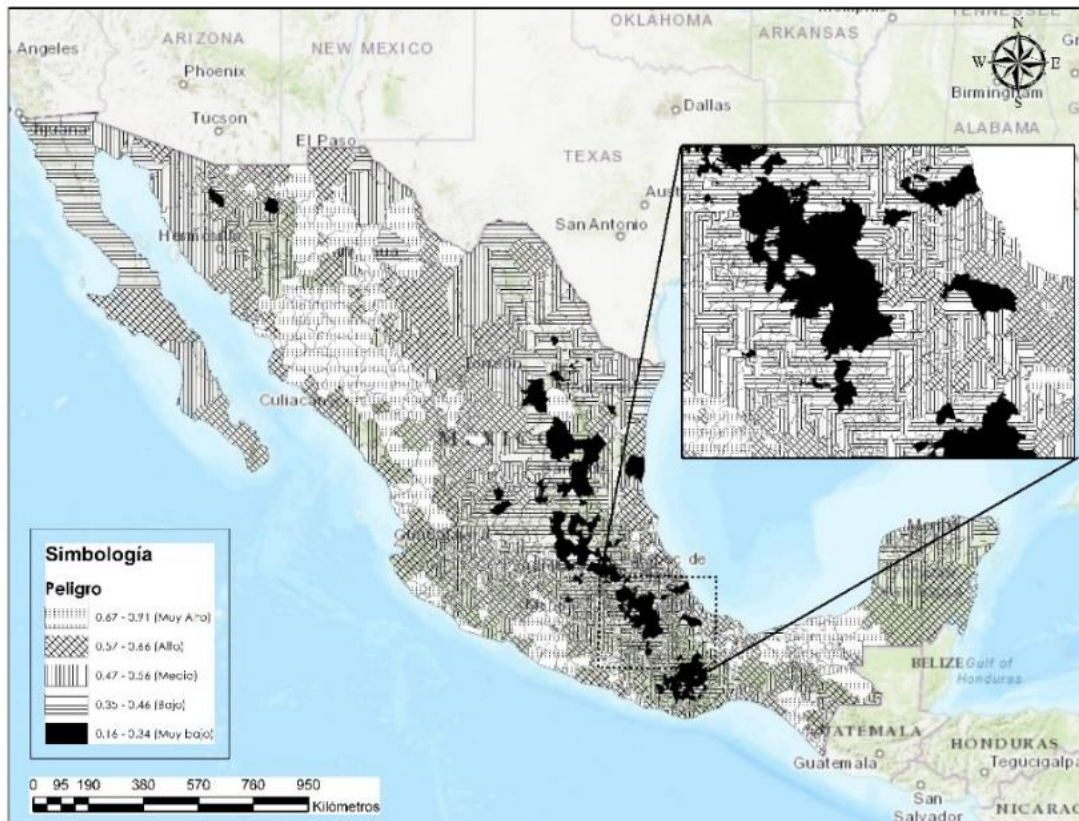 OKLAHOMA
TENNESSEE
ARIZONA
NEW MEXICO
ARKANSAS
Angeles
Phoenix
N
W
E
S
Birmingham
Dallas
Tucson
ALABAMA
Tijuana
El Paso
TEXAS
San Antonio
Culiacán
Simbología
Peligro
0.67 - 0.91 (Muy Alto)
0.57 - 0.66 (Alto)
0.47 - 0.56 (Medio)
0.35 - 0.46 (Bajo)
0.16 - 0.34 (Muy bajo)
de
BELIZE
Gulf of
Honduras
GUATEMALA
HONDURAS
Guatemala
Tegucigalpa
San
Salvador
NICARAG
0 95 190 380 570 760 950
Kilómetros